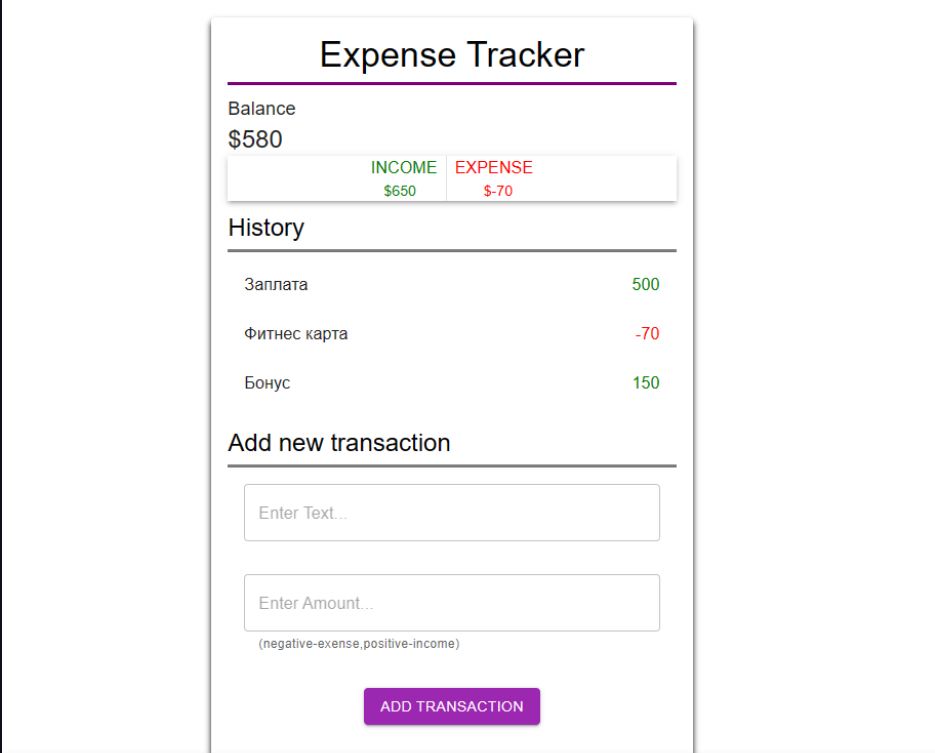 Expense Tracker
Balance
$580
INCOME EXPENSE
$650 $-70
History
Заплата 500
Фитнес карта -70
Бонус 150
Add new transaction
Enter Text...
Enter Amount...
(negative-exense,positive-income)
ADD TRANSACTION